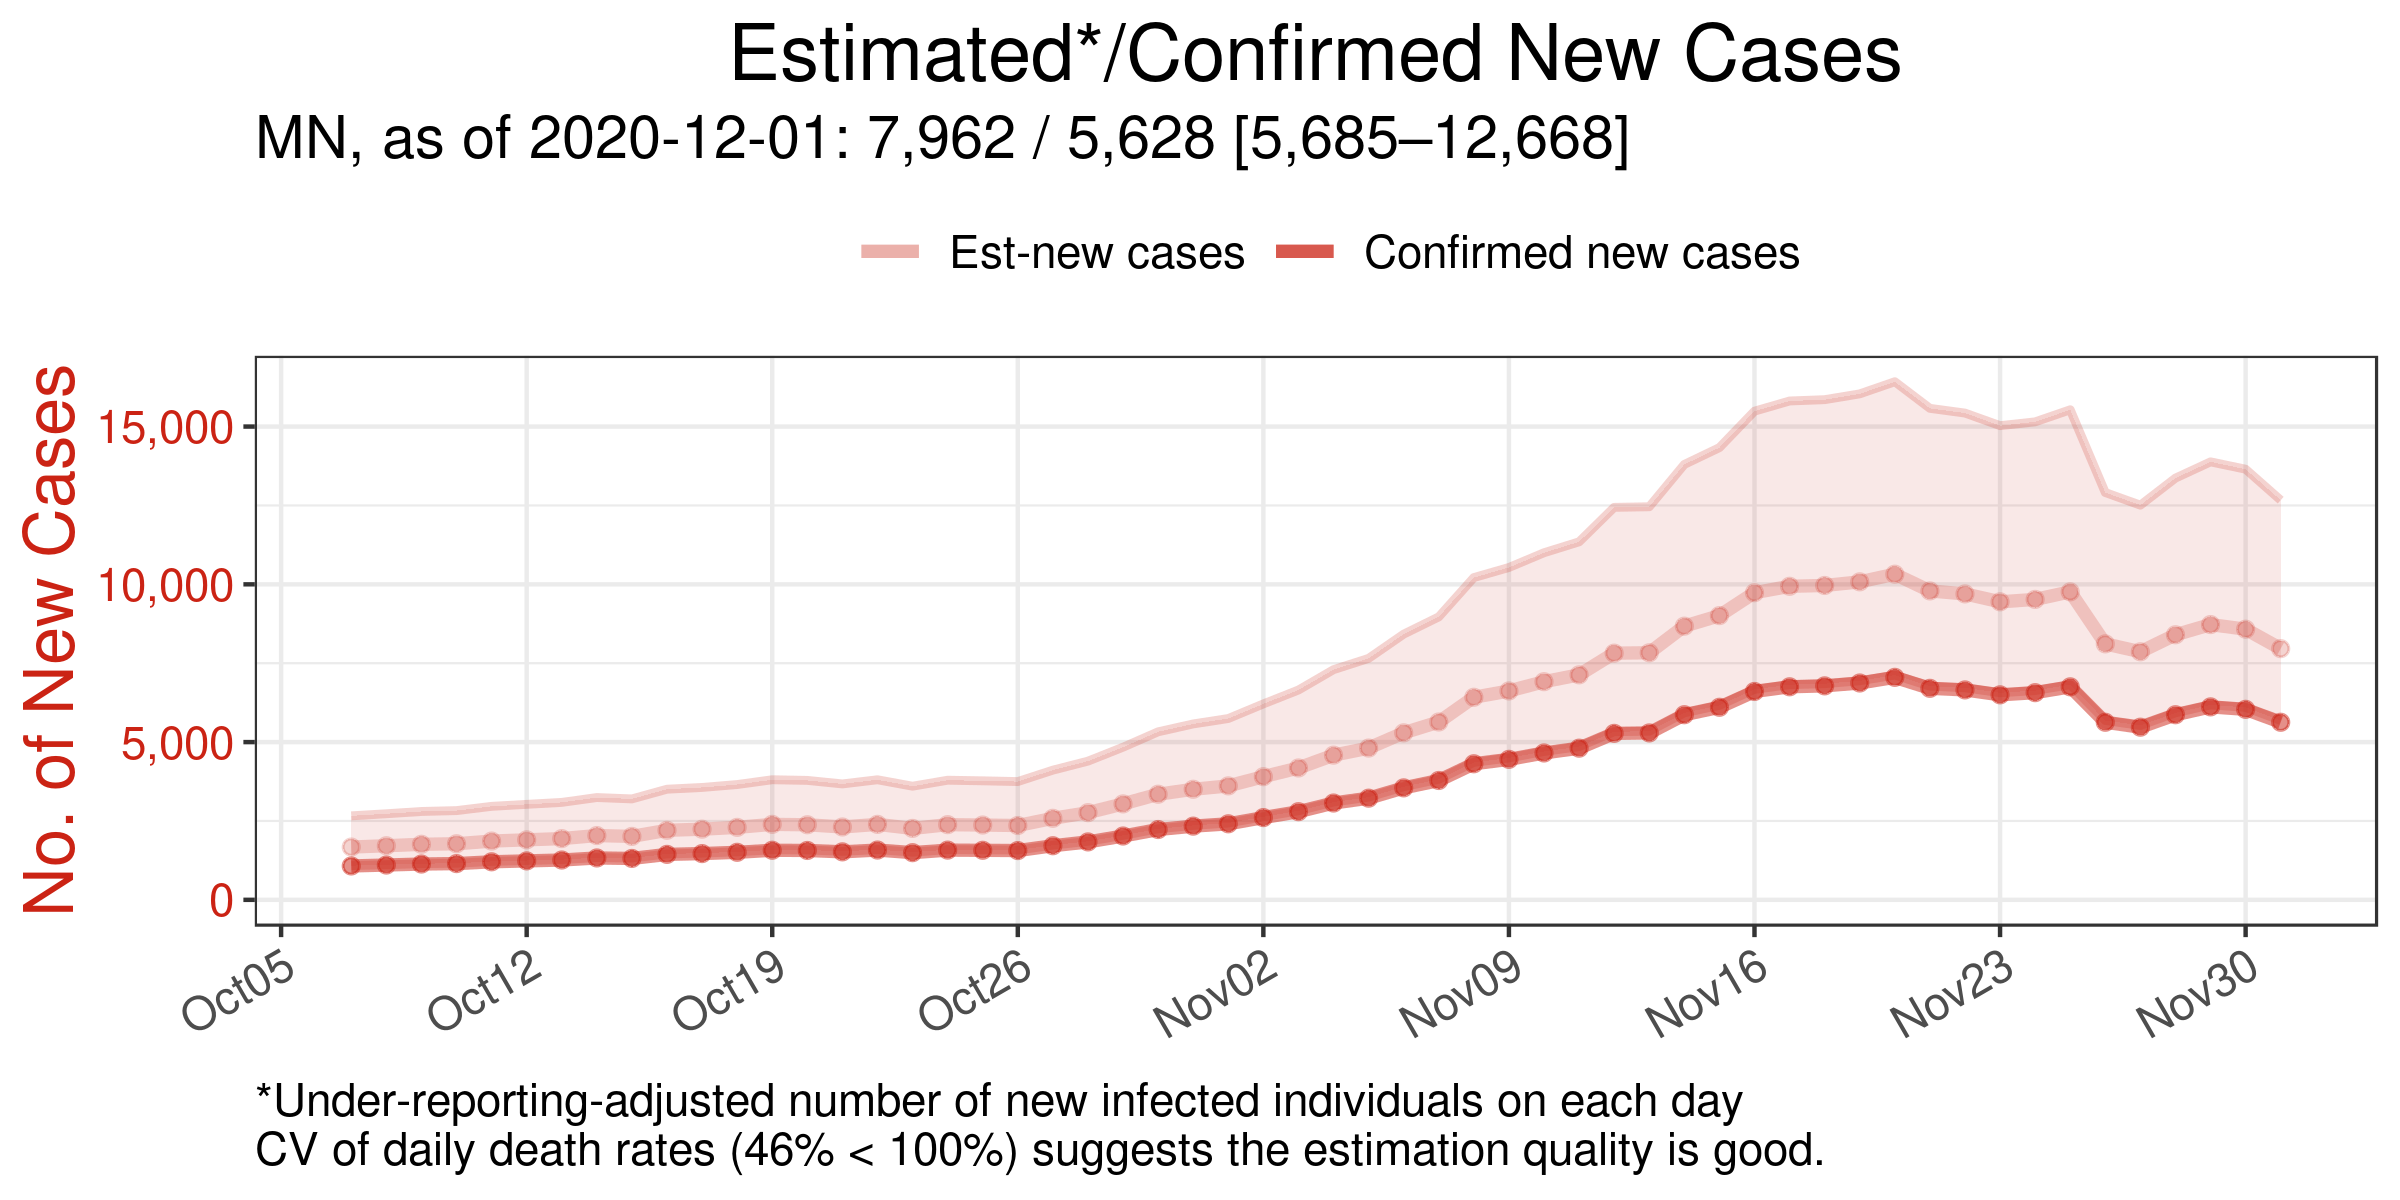 Estimated*/Confirmed New Cases
MN, as of 2020-12-01: 7,962 / 5,628 [5,685–12,668]
Est-new cases
Confirmed new cases
No. of New Cases
15,000
10,000
5,000
0
Oct05
Oct12
Oct19
Oct26
Nov02
Nov09
Nov16
Nov23
Nov30
*Under-reporting-adjusted number of new infected individuals on each day
CV of daily death rates (46% < 100%) suggests the estimation quality is good.